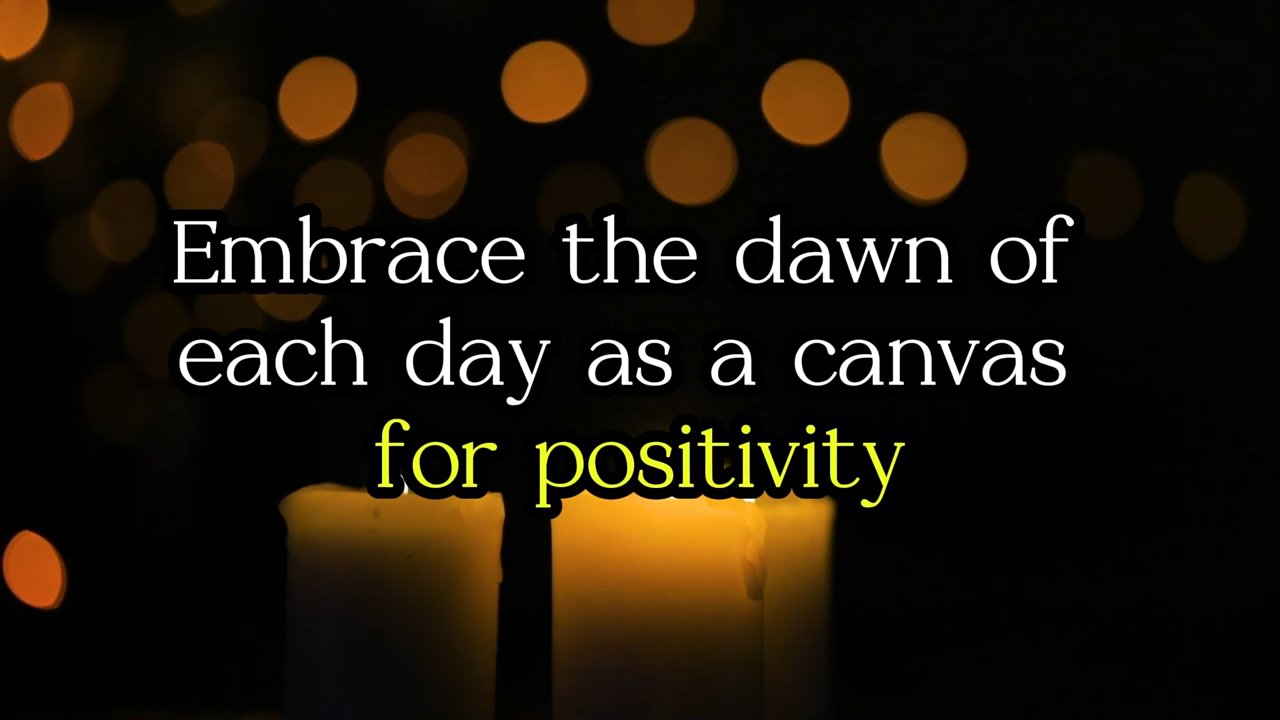 Embrace the dawn of
each day as a canvas
for positivity